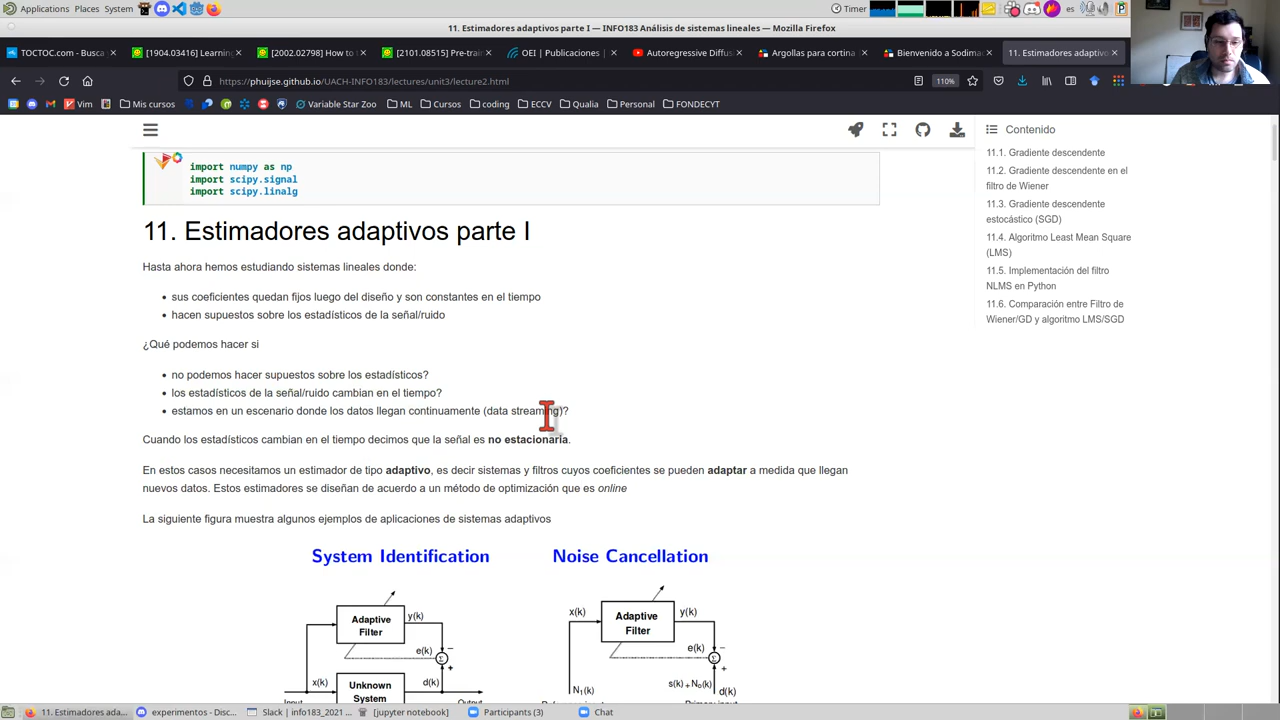 Applications Places System Timer es
11. Estimadores adaptivos parte I — INFO183 Análisis de sistemas lineales — Mozilla Firefox
TOCTOC.com - Busca [1904.03416] Learning [2002.02798] How to [2101.08519] Pre-trai OEI | Publicaciones Autoregressive Diffus Argollas para cortina Bienvenido a Sodima 11. Estimadores adaptivo
https://phuijse.github.io/UACH-INFO183/lectures/unit3/lecture2.html 110%
Vim Mis cursos Variable Star Zoo ML Cursos coding ECCV Qualia Personal FONDECYT
import numpy as np
import scipy.signal
import scipy.linalg
11. Estimadores adaptivos parte I
Hasta ahora hemos estudiando sistemas lineales donde:
sus coeficientes quedan fijos luego del diseño y son constantes en el tiempo
hacen supuestos sobre los estadísticos de la señal/ruido
¿Qué podemos hacer si
no podemos hacer supuestos sobre los estadísticos?
los estadísticos de la señal/ruido cambian en el tiempo?
estamos en un escenario donde los datos llegan continuamente (data streaming)?
Cuando los estadísticos cambian en el tiempo decimos que la señal es no estacionaria.
En estos casos necesitamos un estimador de tipo adaptivo, es decir sistemas y filtros cuyos coeficientes se pueden adaptar a medida que llegan
nuevos datos. Estos estimadores se diseñan de acuerdo a un método de optimización que es online
La siguiente figura muestra algunos ejemplos de aplicaciones de sistemas adaptivos
System Identification
Adaptive
Filter
y(k)
e(k)
−
Σ
+
x(k)
Unknown
System
d(k)
Input
Output
Noise Cancellation
x(k)
Adaptive
Filter
y(k)
e(k)
−
Σ
+
N1(k)
s(k)+No(k)
d(k)
Contenido
11.1. Gradiente descendente
11.2. Gradiente descendente en el
filtro de Wiener
11.3. Gradiente descendente
estocástico (SGD)
11.4. Algoritmo Least Mean Square
(LMS)
11.5. Implementación del filtro
NLMS en Python
11.6. Comparación entre Filtro de
Wiener/GD y algoritmo LMS/SGD
11. Estimadores ada... experimentos - Disc... Slack | info183_2021 ... [jupyter notebook] Participants (3) Chat